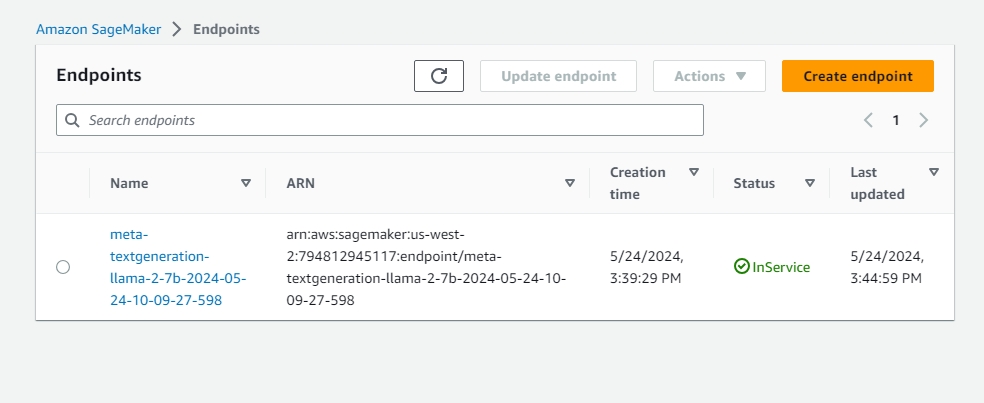 Amazon SageMaker > Endpoints
Endpoints
Update endpoint
Actions
Create endpoint
Search endpoints
1
Name
ARN
Creation
time
Status
Last
updated
meta-
textgeneration-
llama-2-7b-2024-05-
24-10-09-27-598
arn:aws:sagemaker:us-west-
2:794812945117:endpoint/meta-
textgeneration-llama-2-7b-2024-05-24-10-
09-27-598
5/24/2024,
3:39:29 PM
InService
5/24/2024,
3:44:59 PM